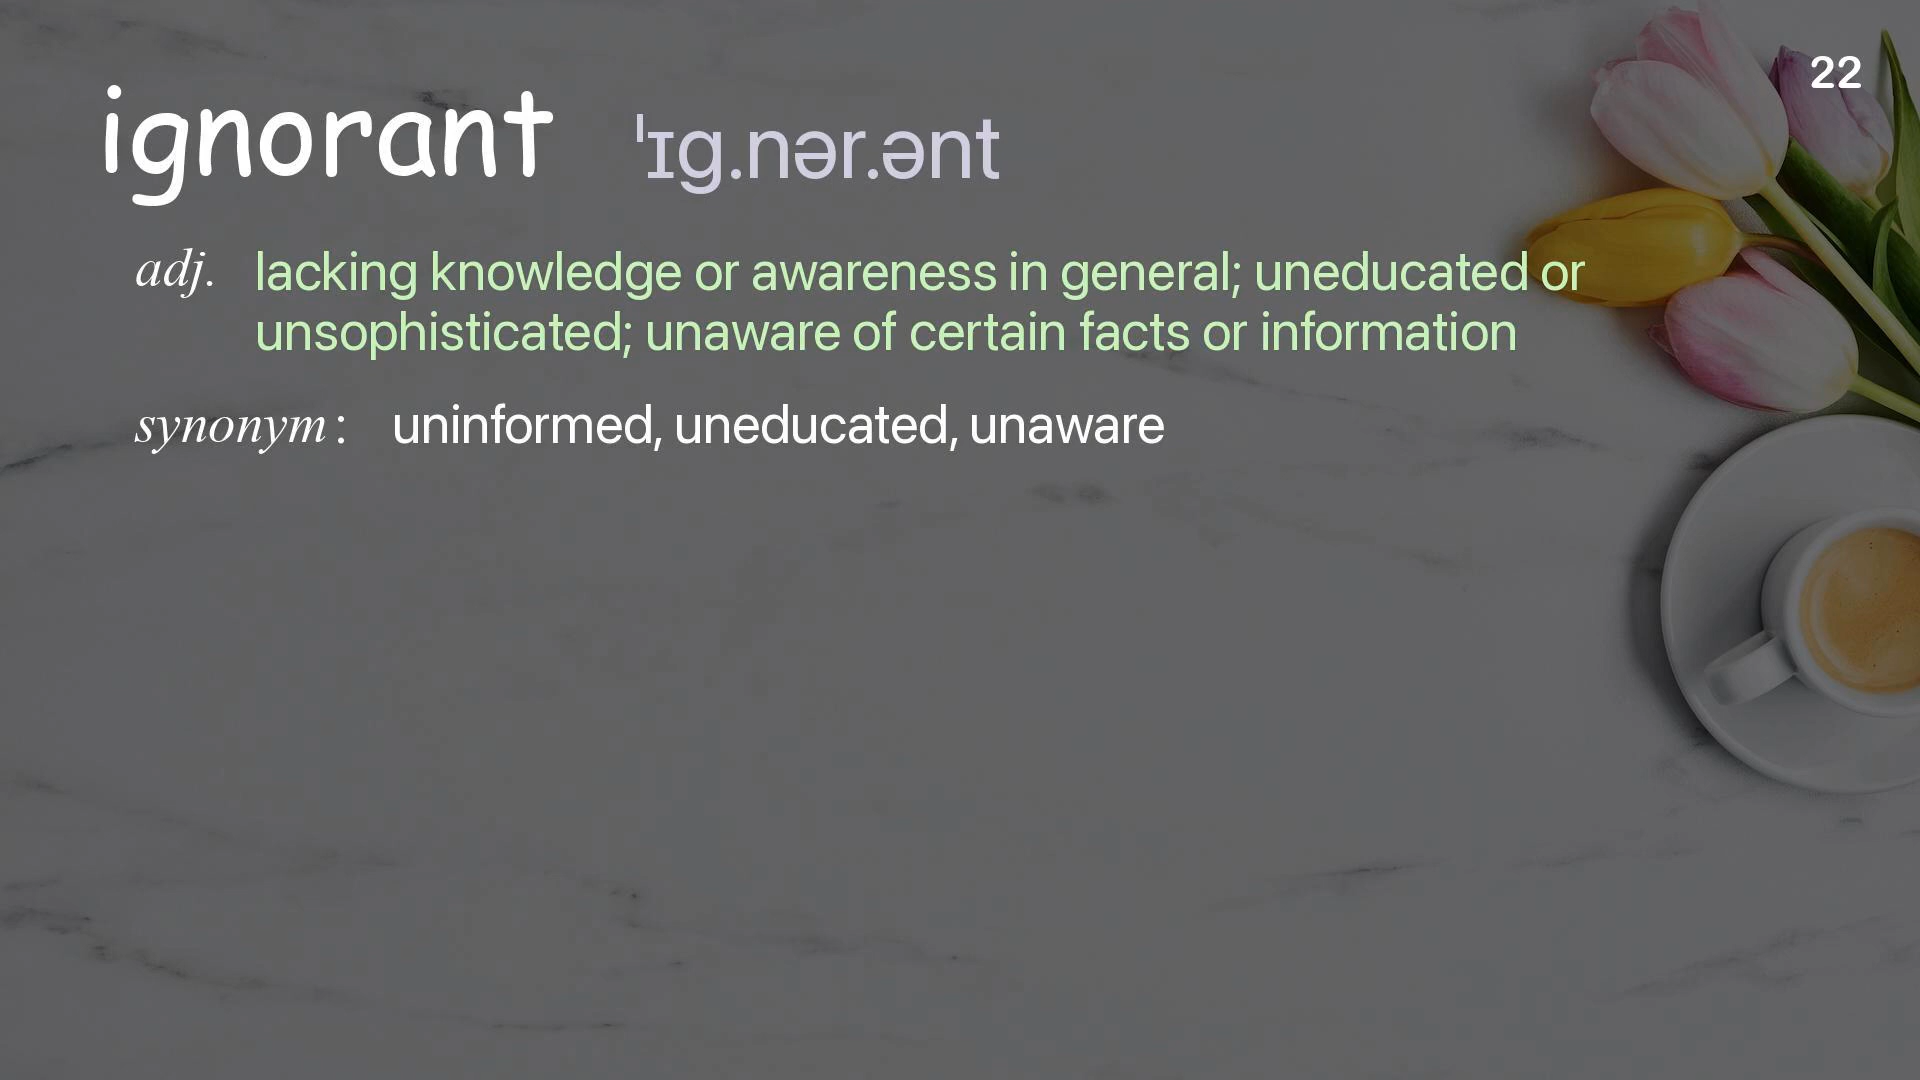 22
ignorant ˈɪɡ.nər.ənt
adj. lacking knowledge or awareness in general; uneducated or
unsophisticated; unaware of certain facts or information
synonym : uninformed, uneducated, unaware